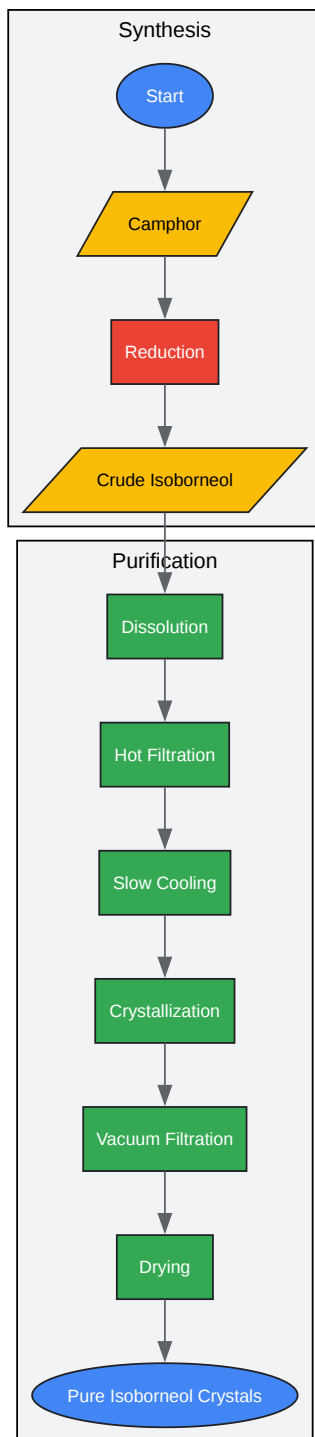 Synthesis
Start
Camphor
Reduction
Crude Isoborneol
Purification
Dissolution
Hot Filtration
Slow Cooling
Crystallization
Vacuum Filtration
Drying
Pure Isoborneol Crystals